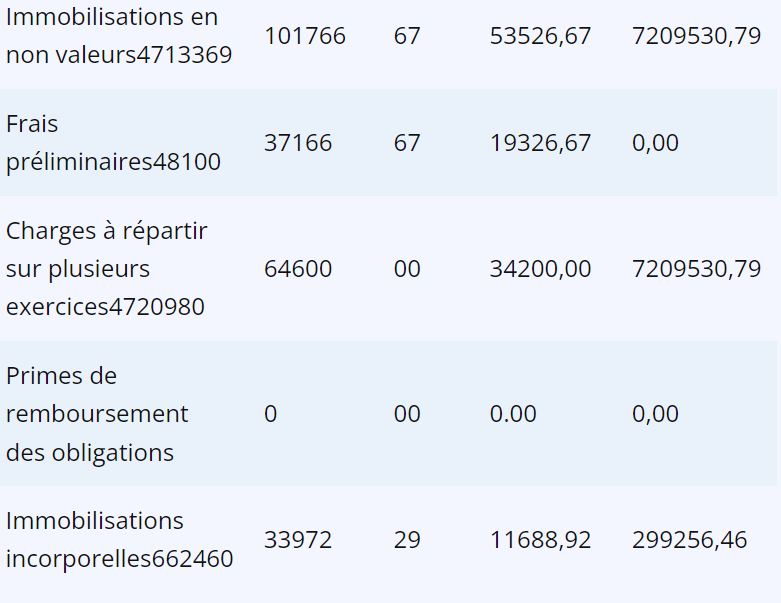 Immobilisations en
non valeurs4713369 101766 67 53526,67 7209530,79
Frais
préliminaires48100 37166 67 19326,67 0,00
Charges à répartir
sur plusieurs 64600 00 34200,00 7209530,79
exercices4720980
Primes de
remboursement 0 00 0.00 0,00
des obligations
Immobilisations
incorporelles662460 33972 29 11688,92 299256,46